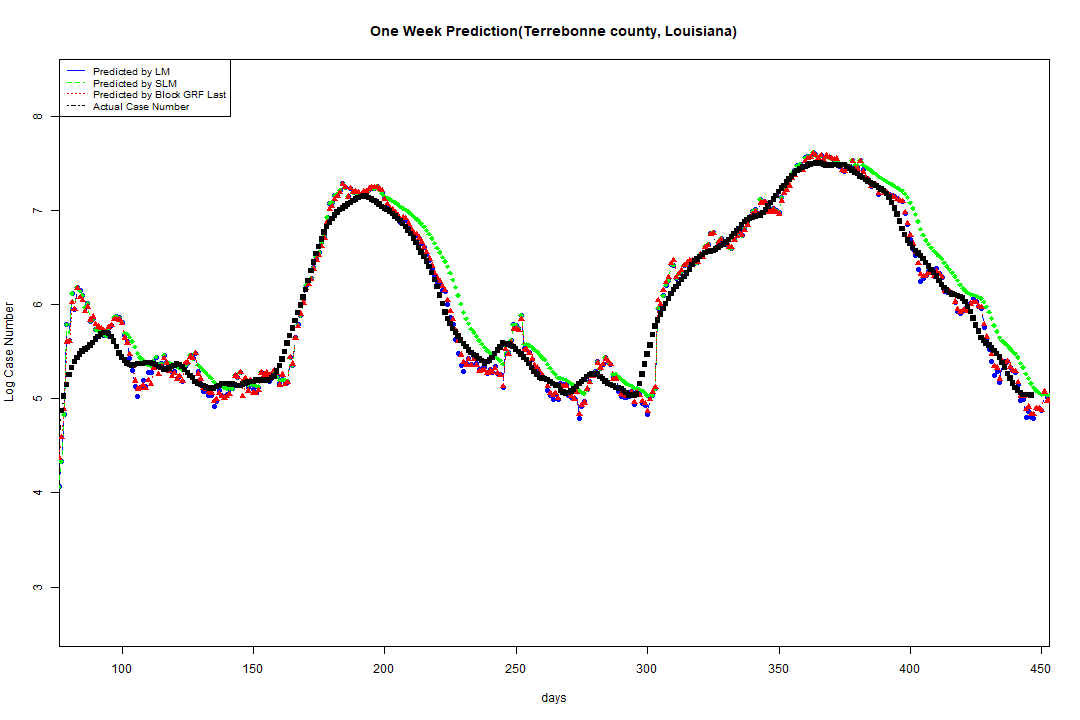 One Week Prediction(Terrebonne county, Louisiana)
Predicted by LM
Predicted by SLM
Predicted by Block GRF Last
Actual Case Number
Log Case Number
8
7
6
5
4
3
100 150 200 250 300 350 400 450
days